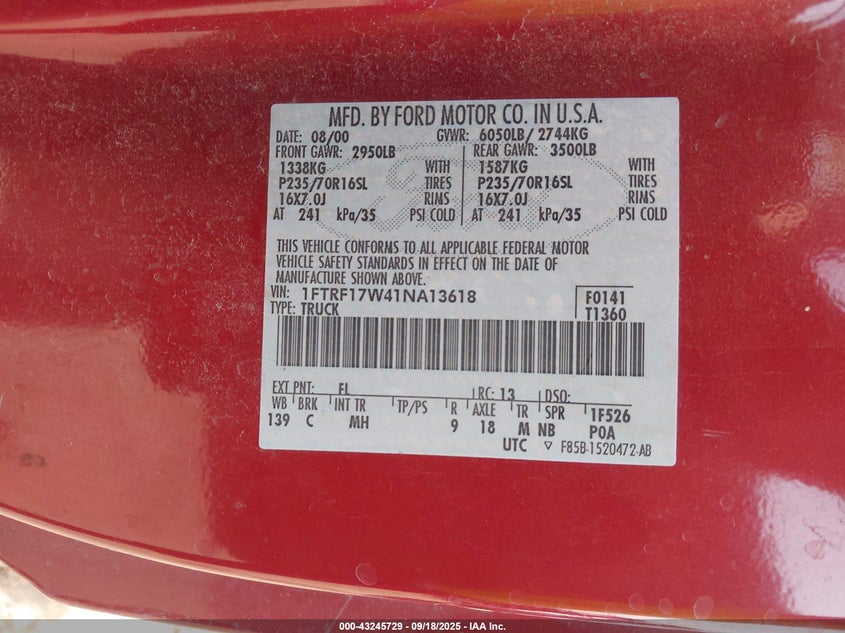 MFD. BY FORD MOTOR CO. IN U.S.A.
DATE: 08/00 GVWR: 6050LB/ 2744KG
FRONT GAWR: 2950LB REAR GAWR: 3500LB
1338KG WITH 1587KG WITH
P235/70R16SL TIRES P235/70R16SL TIRES
16X7.0J RIMS 16X7.0J RIMS
AT 241 kPa/35 PSI COLD AT 241 kPa/35 PSI COLD
THIS VEHICLE CONFORMS TO ALL APPLICABLE FEDERAL MOTOR
VEHICLE SAFETY STANDARDS IN EFFECT ON THE DATE OF
MANUFACTURE SHOWN ABOVE.
VIN: 1FTRF17W41NA13618 F0141
TYPE: TRUCK T1360
EXT PNT: FL RC: 13 DSO:
WB BRK INT TR TP/PS R AXLE TR SPR 1F526
139 C MH 9 18 M NB POA
UTC ▽ F85B-1520472-AB
000-43245729 - 09/18/2025 - IAA Inc.